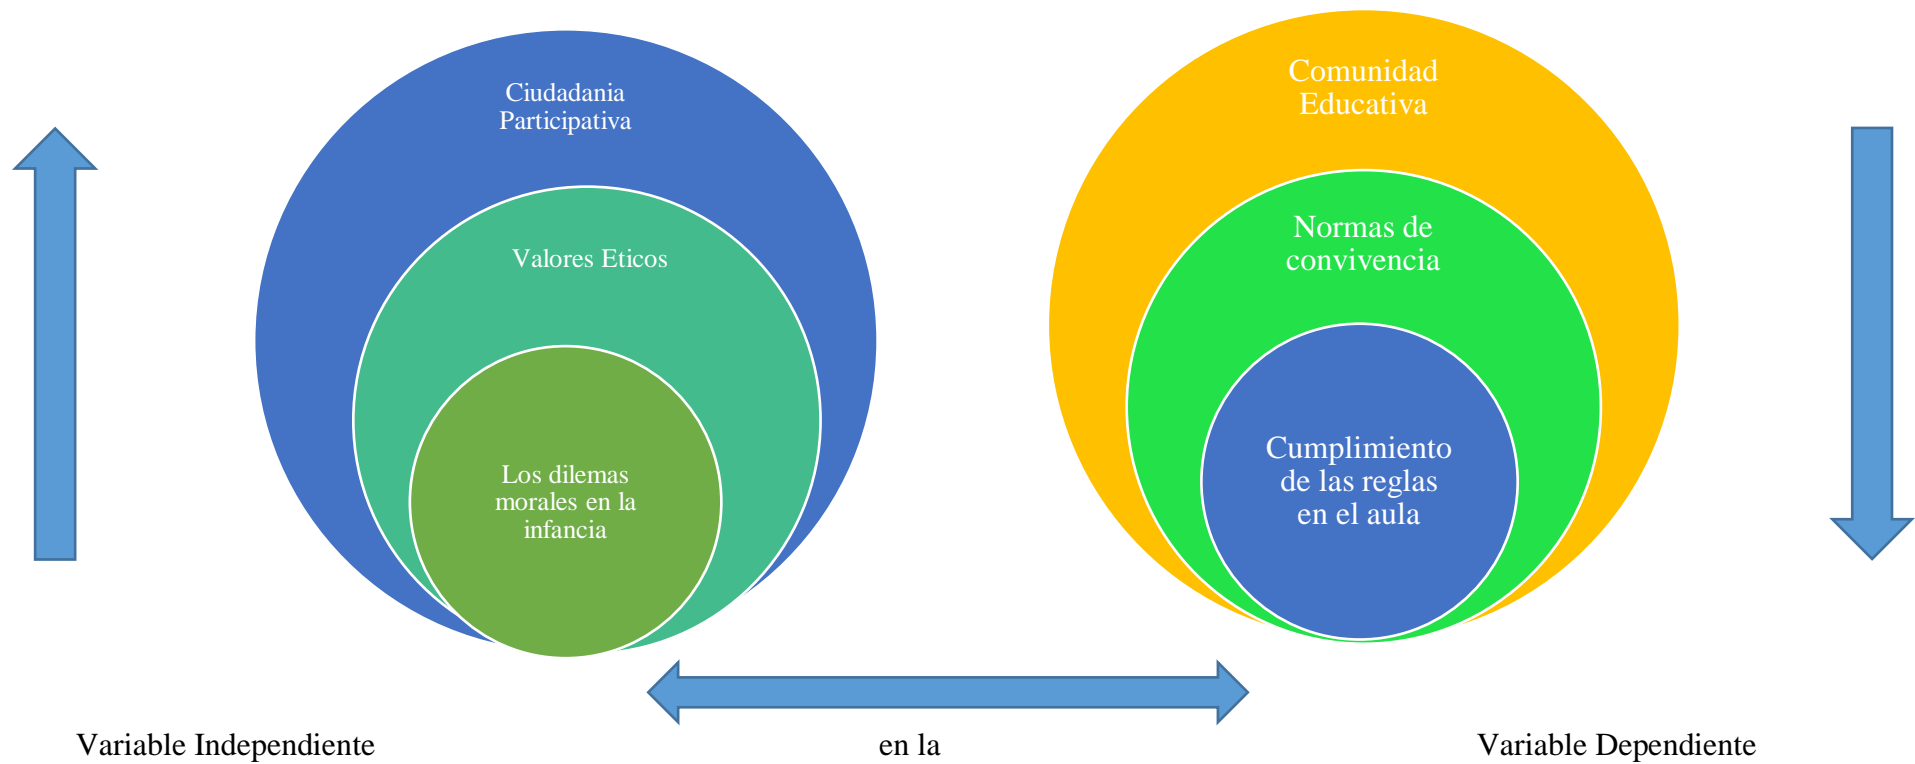 Ciudadania
Participativa
Valores Eticos
Los dilemas
morales en la
infancia
Comunidad
Educativa
Normas de
convivencia
Cumplimiento
de las reglas
en el aula
Variable Independiente
en la
Variable Dependiente